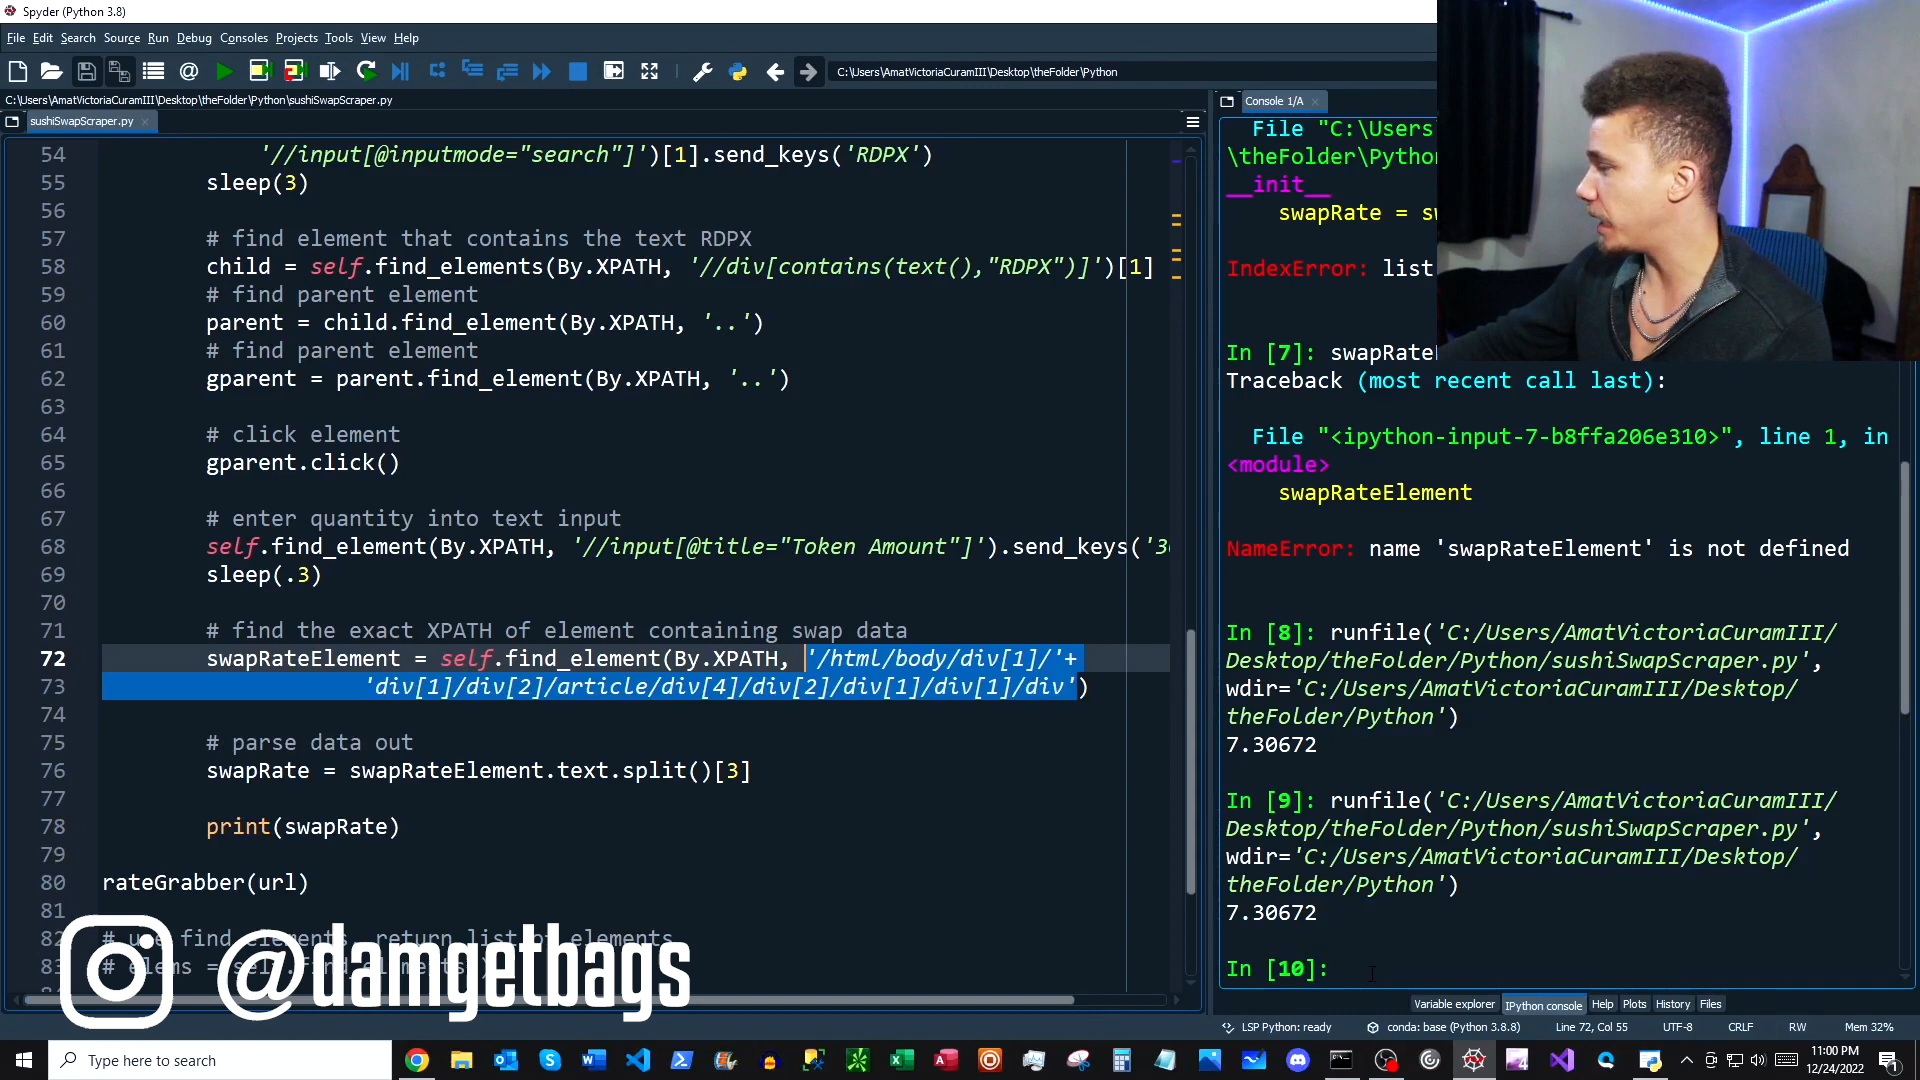 Spyder (Python 3.8)
File Edit Search Source Run Debug Consoles Projects Tools View Help
C:\Users\AmatVictoriaCuramIII\Desktop\theFolder\Python
C:\Users\AmatVictoriaCuramIII\Desktop\theFolder\Python\sushiSwapScraper.py
sushiSwapScraper.py
54 '//input[@inputmode="search"]')[1].send_keys('RDPX')
55 sleep(3)
56
57 # find element that contains the text RDPX
58 child = self.find_elements(By.XPATH, '//div[contains(text(),"RDPX")]')[1]
59 # find parent element
60 parent = child.find_element(By.XPATH, '..')
61 # find parent element
62 gparent = parent.find_element(By.XPATH, '..')
63
64 # click element
65 gparent.click()
66
67 # enter quantity into text input
68 self.find_element(By.XPATH, '//input[@title="Token Amount"]').send_keys('3
69 sleep(.3)
70
71 # find the exact XPATH of element containing swap data
72 swapRateElement = self.find_element(By.XPATH, '/html/body/div[1]/'+
73 'div[1]/div[2]/article/div[4]/div[2]/div[1]/div[1]/div')
74
75 # parse data out
76 swapRate = swapRateElement.text.split()[3]
77
78 print(swapRate)
79
80 rateGrabber(url)
81
82 # use find_elements, return list of elements
83 # elems = self.find_elements()
@damgetbags
Console 1/A
File "C:\Users
\theFolder\Python
__init__
swapRate =
IndexError: list
In [7]:
Traceback (most recent call last):
File "<ipython-input-7-b8ffa206e310>", line 1, in
<module>
swapRateElement
NameError: name 'swapRateElement' is not defined
In [8]: runfile('C:/Users/AmatVictoriaCuramIII/
Desktop/theFolder/Python/sushiSwapScraper.py',
wdir='C:/Users/AmatVictoriaCuramIII/Desktop/
theFolder/Python')
7.30672
In [9]: runfile('C:/Users/AmatVictoriaCuramIII/
Desktop/theFolder/Python/sushiSwapScraper.py',
wdir='C:/Users/AmatVictoriaCuramIII/Desktop/
theFolder/Python')
7.30672
In [10]:
Variable explorer IPython console Help Plots History Files
LSP Python: ready conda: base (Python 3.8.8) Line 72, Col 55 UTF-8 CRLF RW Mem 32%
Type here to search
11:00 PM
12/24/2022